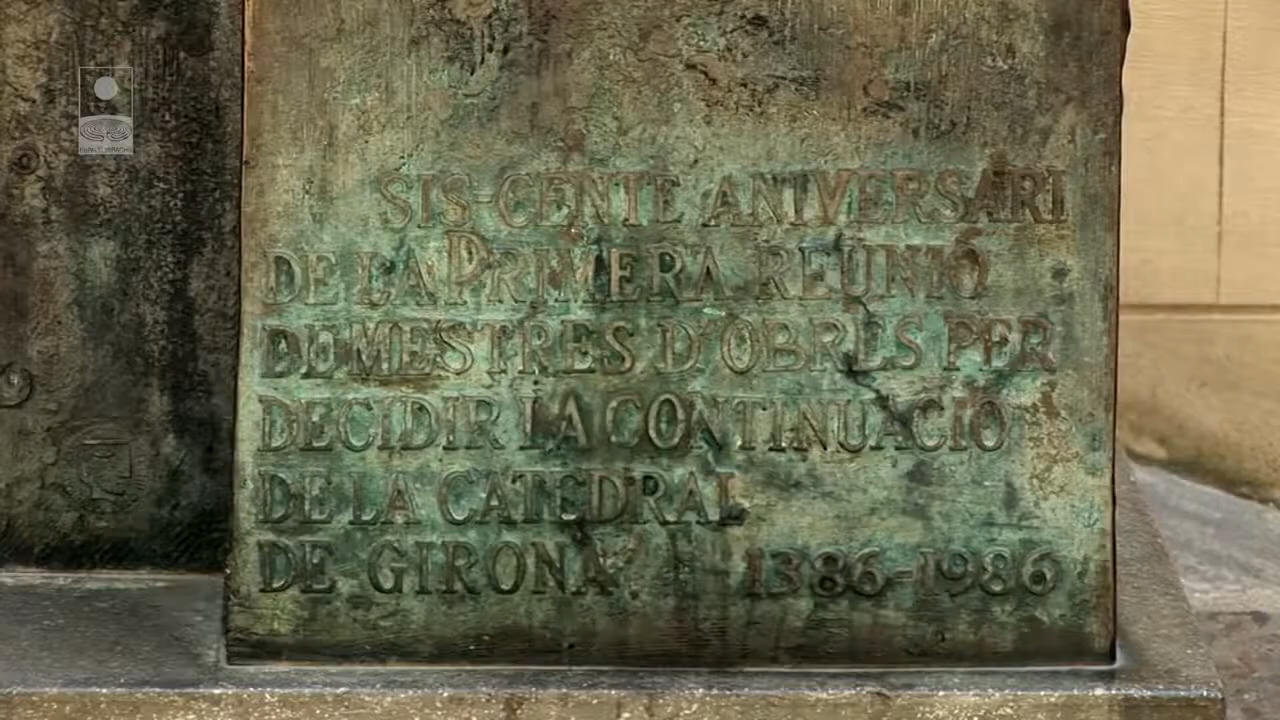 SIS-CENTE ANIVERSARI
DE LA PRIMERA REUNIÓ
DE MESTRES D'OBRES PER
DECIDIR LA CONTINUACIÓ
DE LA CATEDRAL
DE GIRONA 1386-1986